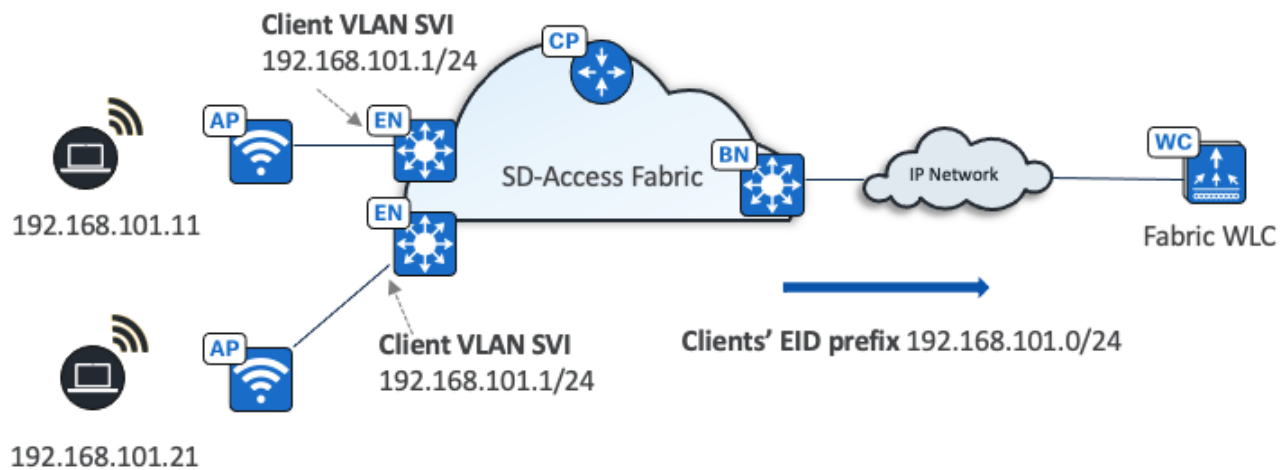 Client VLAN SVI
192.168.101.1/24
CP
AP
EN
BN
WC
SD-Access Fabric
IP Network
192.168.101.11
EN
Fabric WLC
AP
Client VLAN SVI
192.168.101.1/24
Clients’ EID prefix 192.168.101.0/24
192.168.101.21